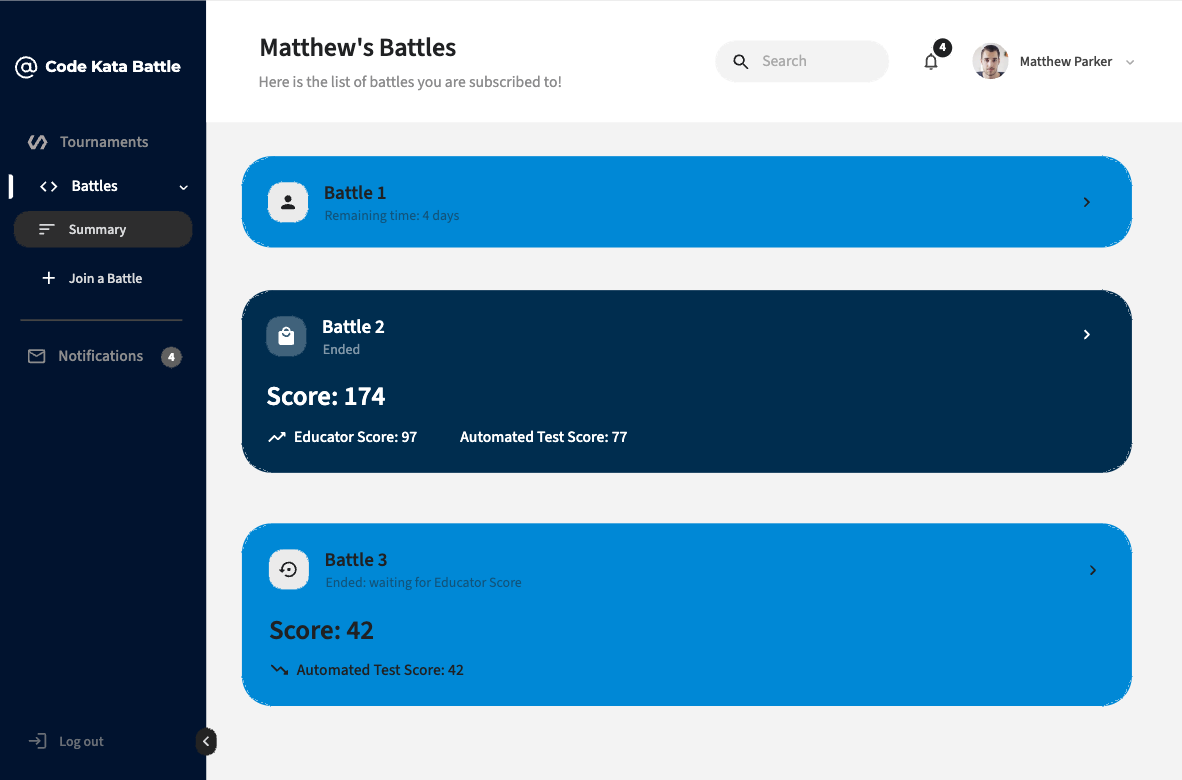 @ Code Kata Battle
Tournaments
Battles
Summary
Join a Battle
Notifications 4
Log out
Matthew's Battles
Here is the list of battles you are subscribed to!
Search
4
Matthew Parker
Battle 1
Remaining time: 4 days
Battle 2
Ended
Score: 174
Educator Score: 97 Automated Test Score: 77
Battle 3
Ended: waiting for Educator Score
Score: 42
Automated Test Score: 42